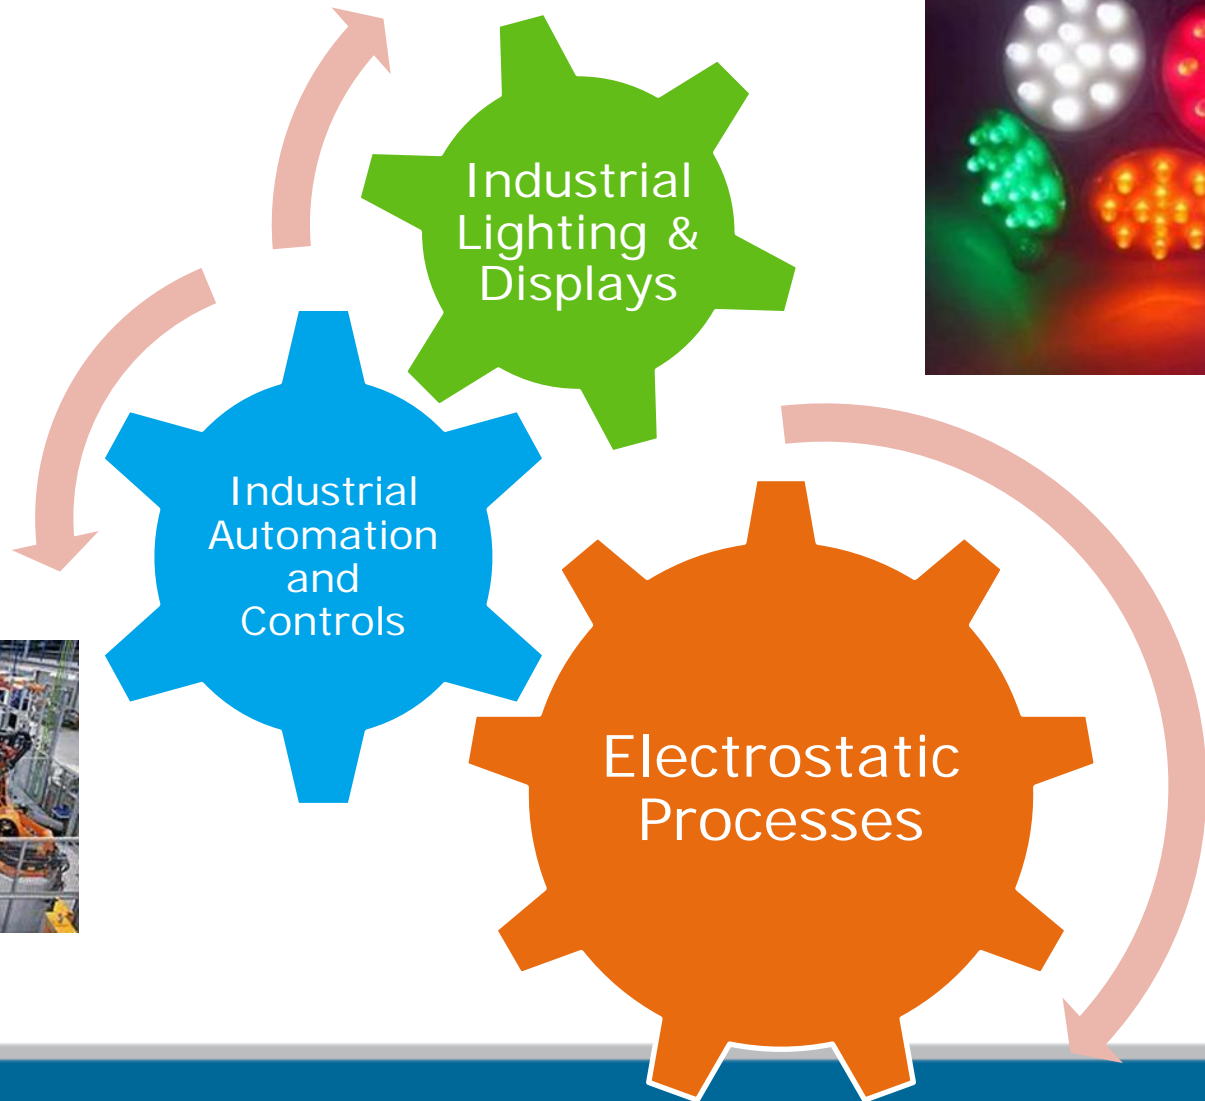 Industrial
Lighting &
Displays
Industrial
Automation
and
Controls
Electrostatic
Processes